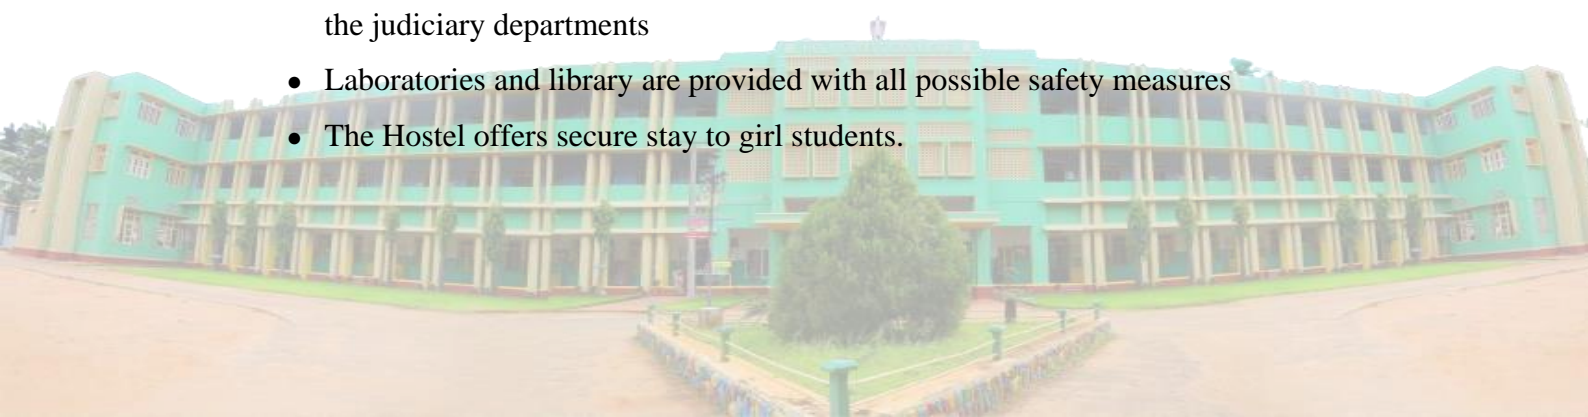 the judiciary departments
● Laboratories and library are provided with all possible safety measures
● The Hostel offers secure stay to girl students.